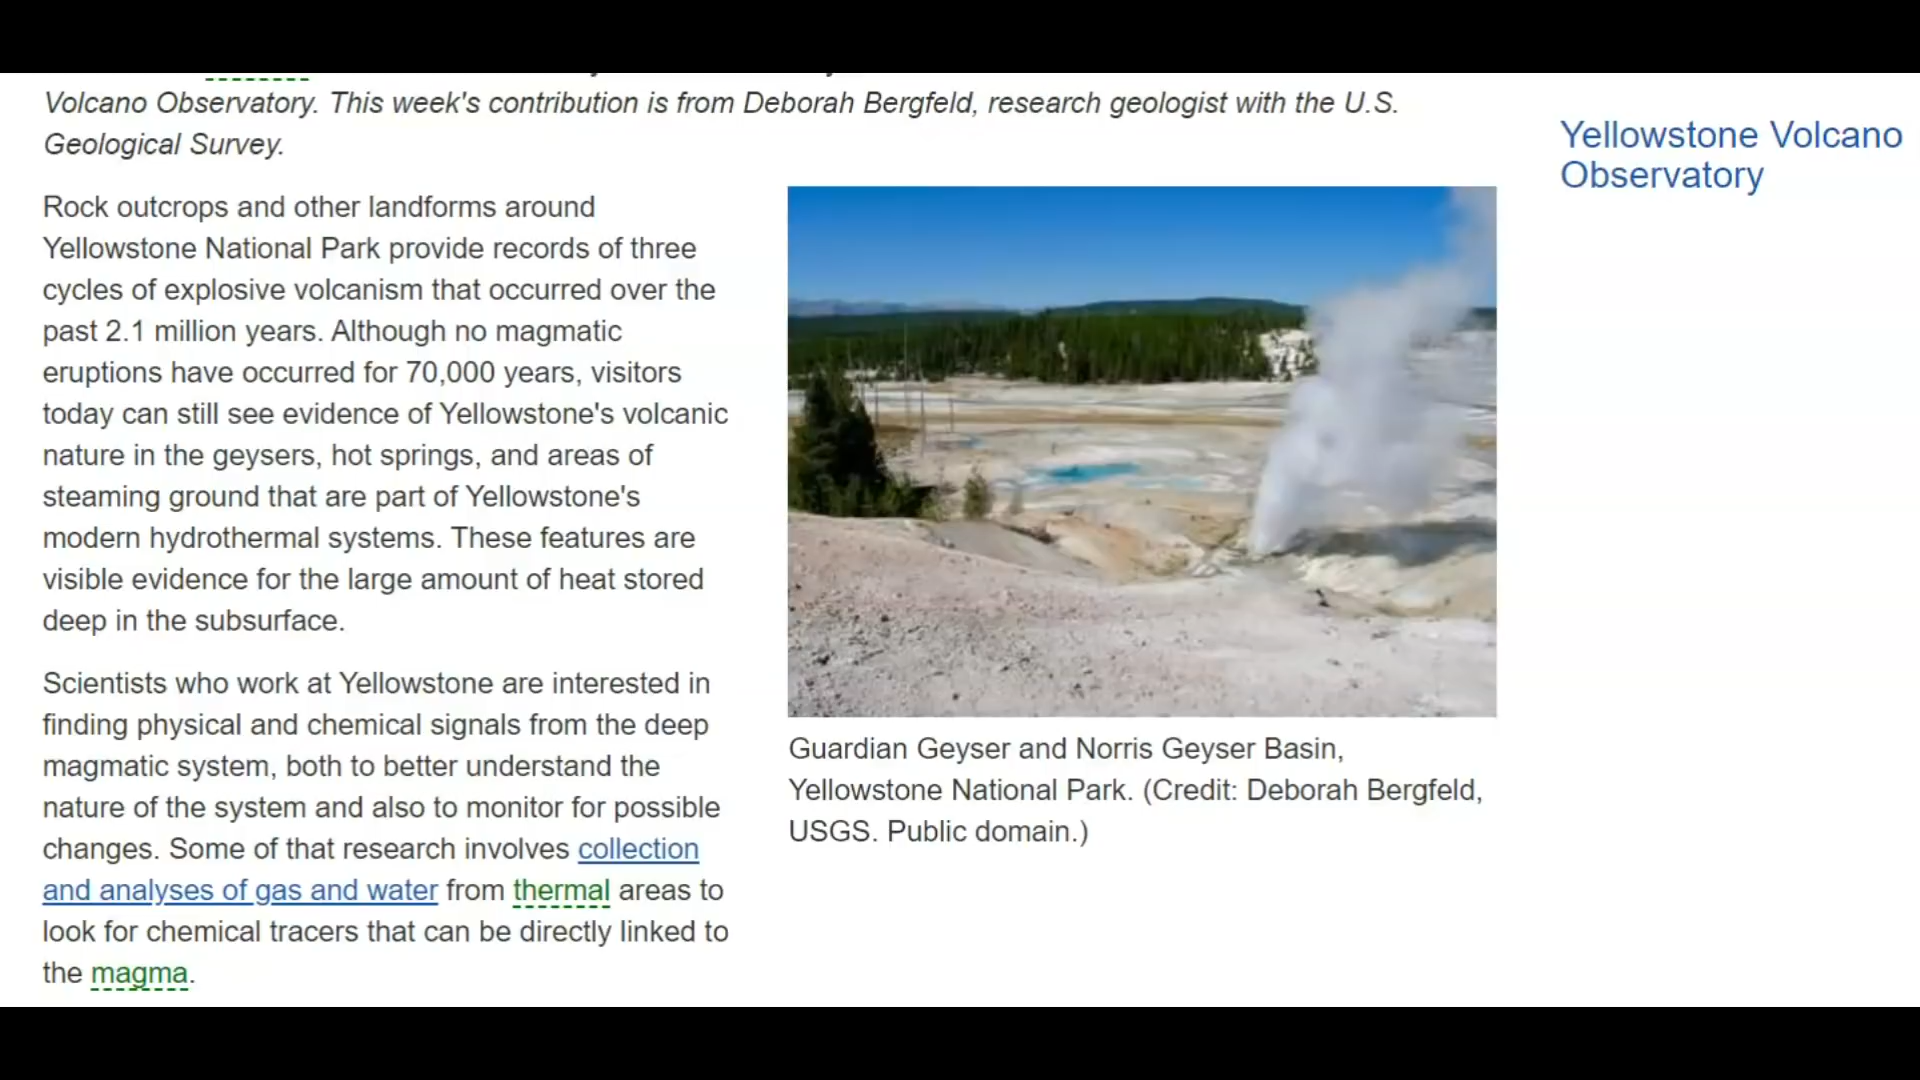 Volcano Observatory. This week's contribution is from Deborah Bergfeld, research geologist with the U.S.
Geological Survey.
Yellowstone Volcano
Observatory
Rock outcrops and other landforms around
Yellowstone National Park provide records of three
cycles of explosive volcanism that occurred over the
past 2.1 million years. Although no magmatic
eruptions have occurred for 70,000 years, visitors
today can still see evidence of Yellowstone's volcanic
nature in the geysers, hot springs, and areas of
steaming ground that are part of Yellowstone's
modern hydrothermal systems. These features are
visible evidence for the large amount of heat stored
deep in the subsurface.
Scientists who work at Yellowstone are interested in
finding physical and chemical signals from the deep
magmatic system, both to better understand the
nature of the system and also to monitor for possible
changes. Some of that research involves collection
and analyses of gas and water from thermal areas to
look for chemical tracers that can be directly linked to
the magma.
Guardian Geyser and Norris Geyser Basin,
Yellowstone National Park. (Credit: Deborah Bergfeld,
USGS. Public domain.)